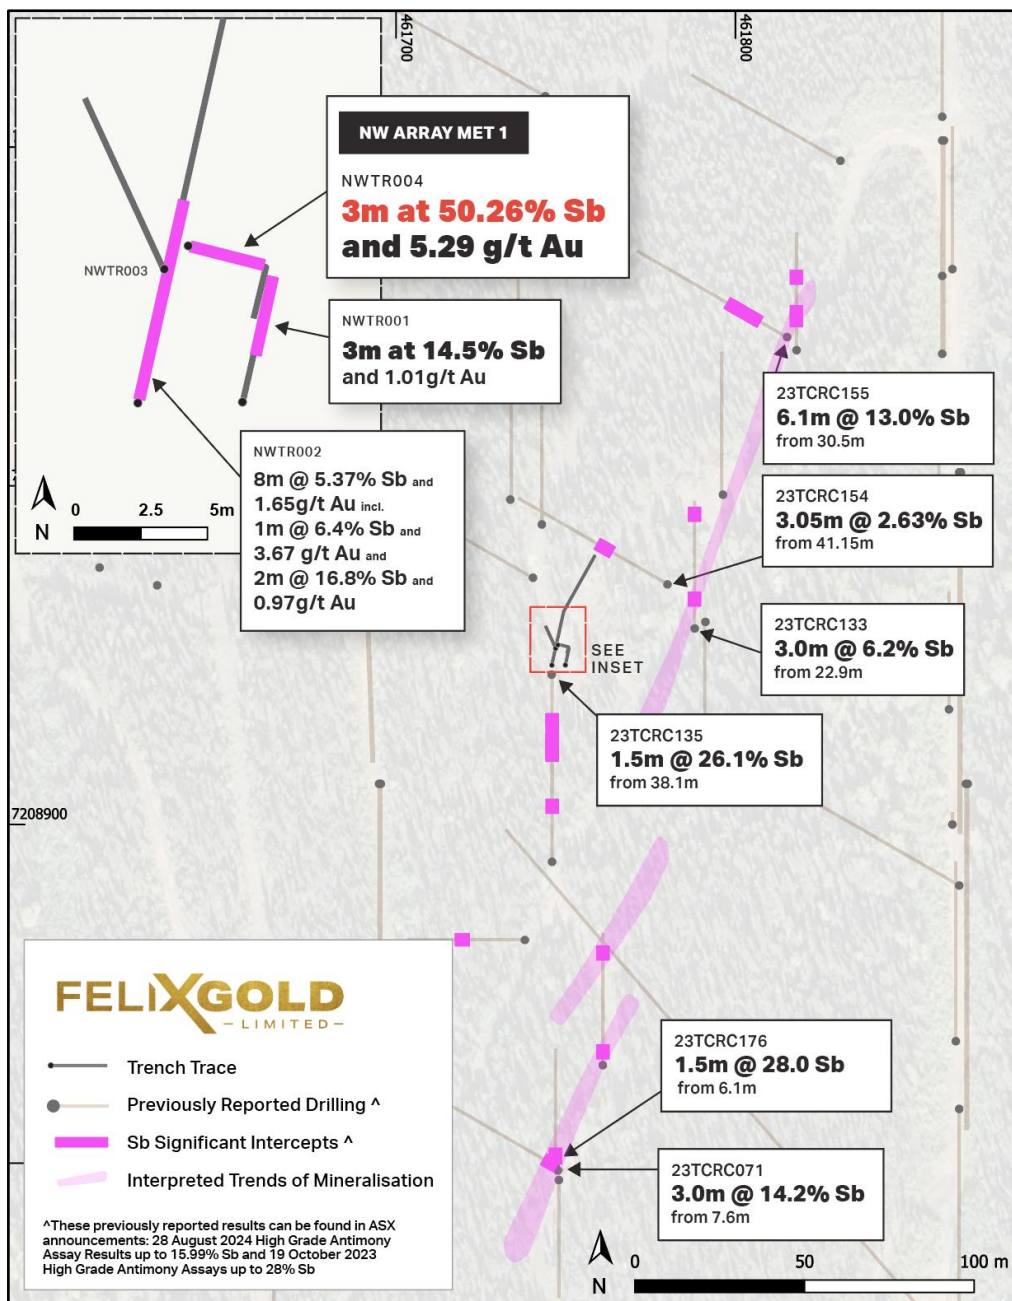 461700
461800
NW ARRAY MET 1
NWTR004
3m at 50.26% Sb
and 5.29 g/t Au
NWTR003
NWTR001
3m at 14.5% Sb
and 1.01g/t Au
NWTR002
8m @ 5.37% Sb and
1.65g/t Au incl.
1m @ 6.4% Sb and
3.67 g/t Au and
2m @ 16.8% Sb and
0.97g/t Au
N
0 2.5 5m
23TCRC155
6.1m @ 13.0% Sb
from 30.5m
23TCRC154
3.05m @ 2.63% Sb
from 41.15m
23TCRC133
3.0m @ 6.2% Sb
from 22.9m
SEE
INSET
23TCRC135
1.5m @ 26.1% Sb
from 38.1m
7208900
FELIXGOLD
- LIMITED -
Trench Trace
Previously Reported Drilling ^
Sb Significant Intercepts ^
Interpreted Trends of Mineralisation
^These previously reported results can be found in ASX
announcements: 28 August 2024 High Grade Antimony
Assay Results up to 15.99% Sb and 19 October 2023
High Grade Antimony Assays up to 28% Sb
23TCRC176
1.5m @ 28.0 Sb
from 6.1m
23TCRC071
3.0m @ 14.2% Sb
from 7.6m
N
0 50 100 m